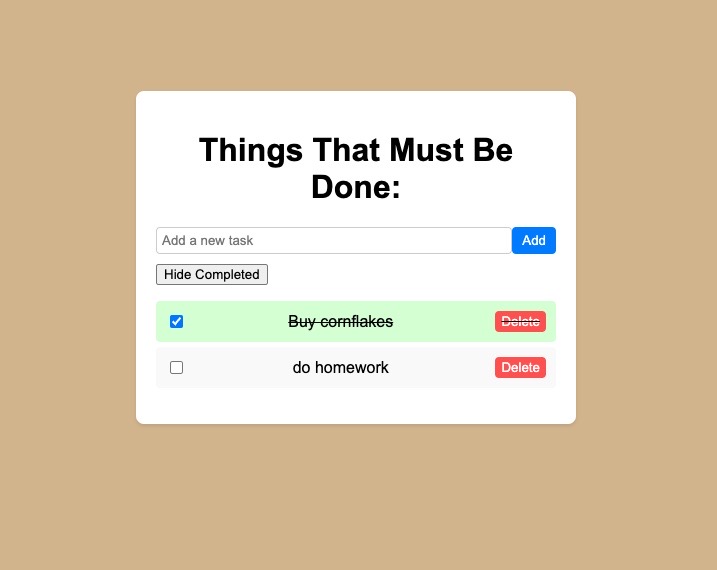 Things That Must Be
Done:
Add a new task
Add
Hide Completed
Buy cornflakes
Delete
do homework
Delete